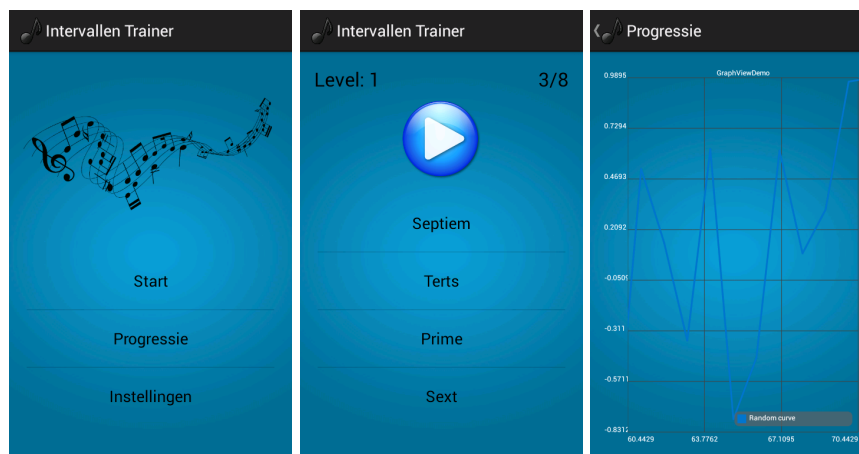 Intervallen Trainer
Start
Progressie
Instellingen
Intervallen Trainer
Level: 1 3/8
Septiem
Terts
Prime
Sext
Progressie
GraphViewDemo
0.9895
0.7294
0.4693
0.2092
-0.0509
-0.311
-0.5711
-0.8312
Random curve
60.4429 63.7762 67.1095 70.4429